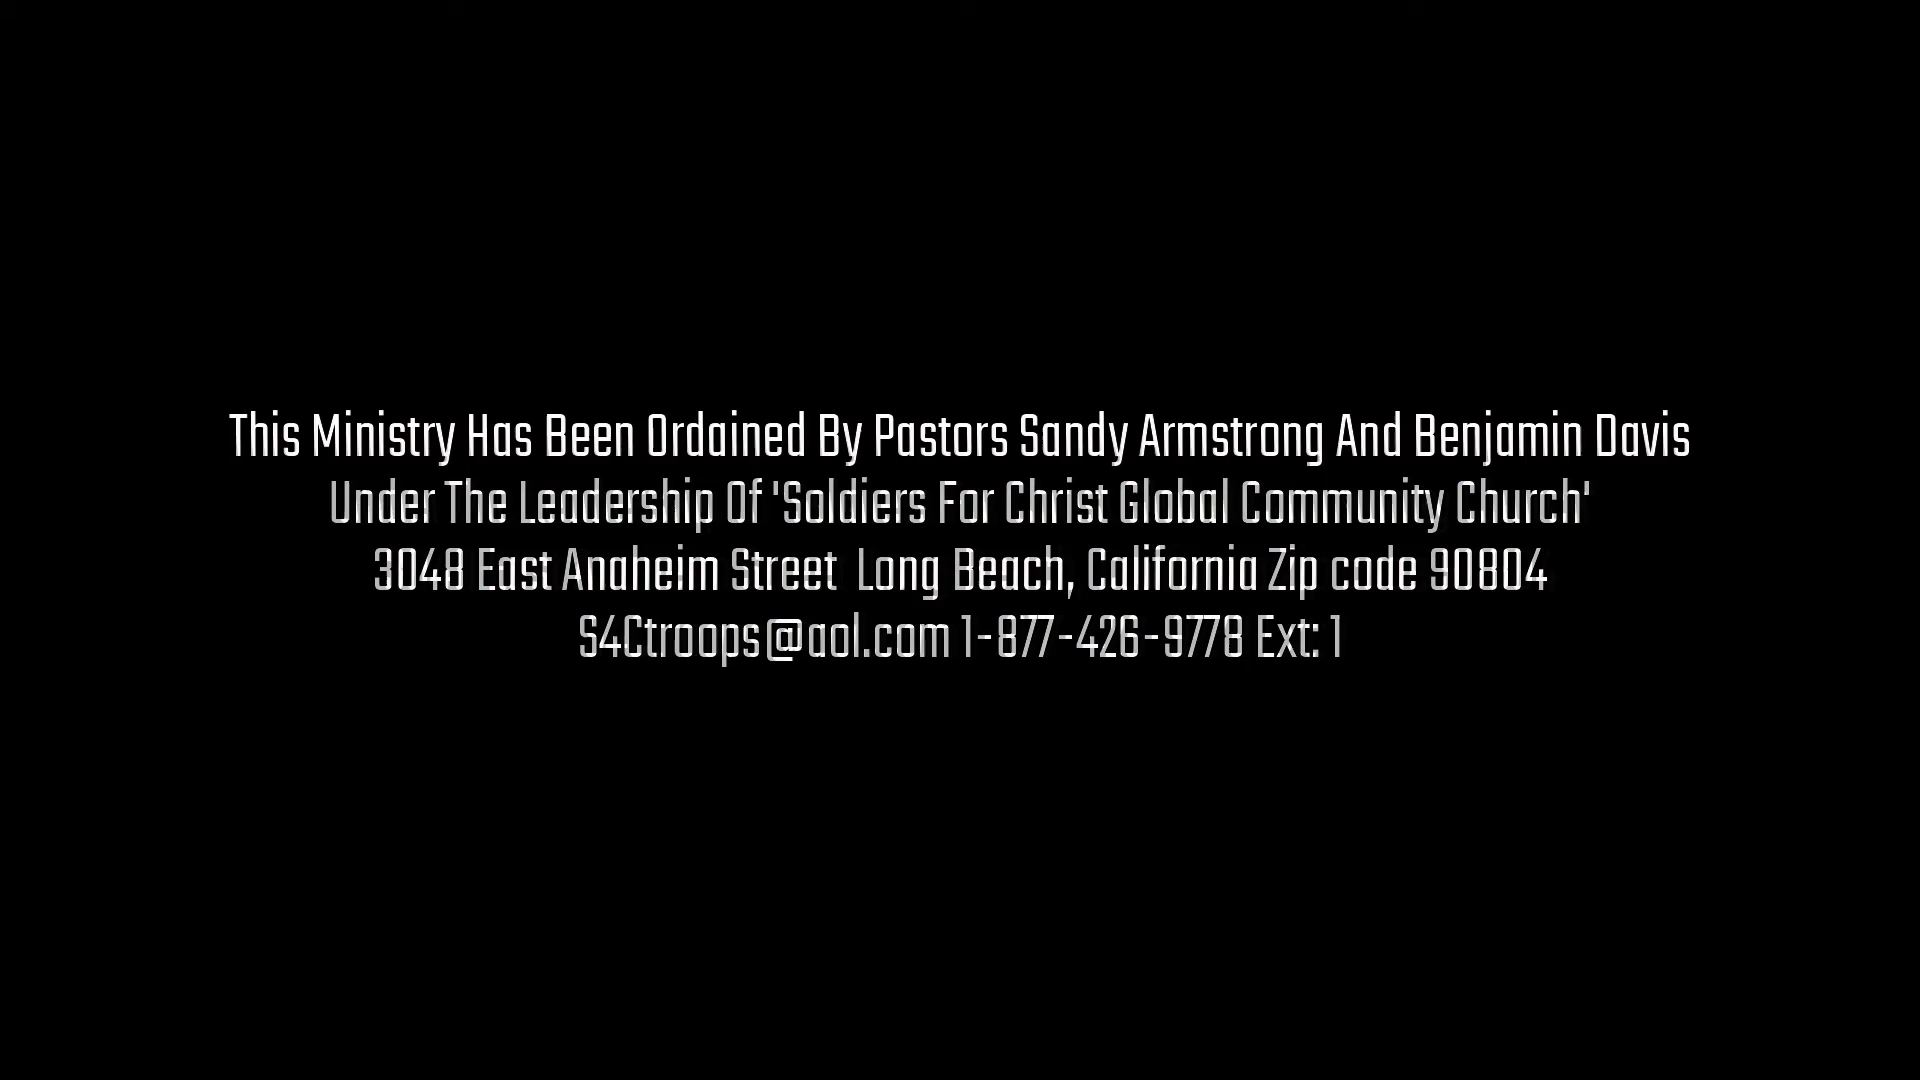 This Ministry Has Been Ordained By Pastors Sandy Armstrong And Benjamin Davis
Under The Leadership Of 'Soldiers For Christ Global Community Church'
3048 East Anaheim Street  Long Beach, California Zip code 90804
S4Ctroops@aol.com 1-877-426-9778 Ext: 1